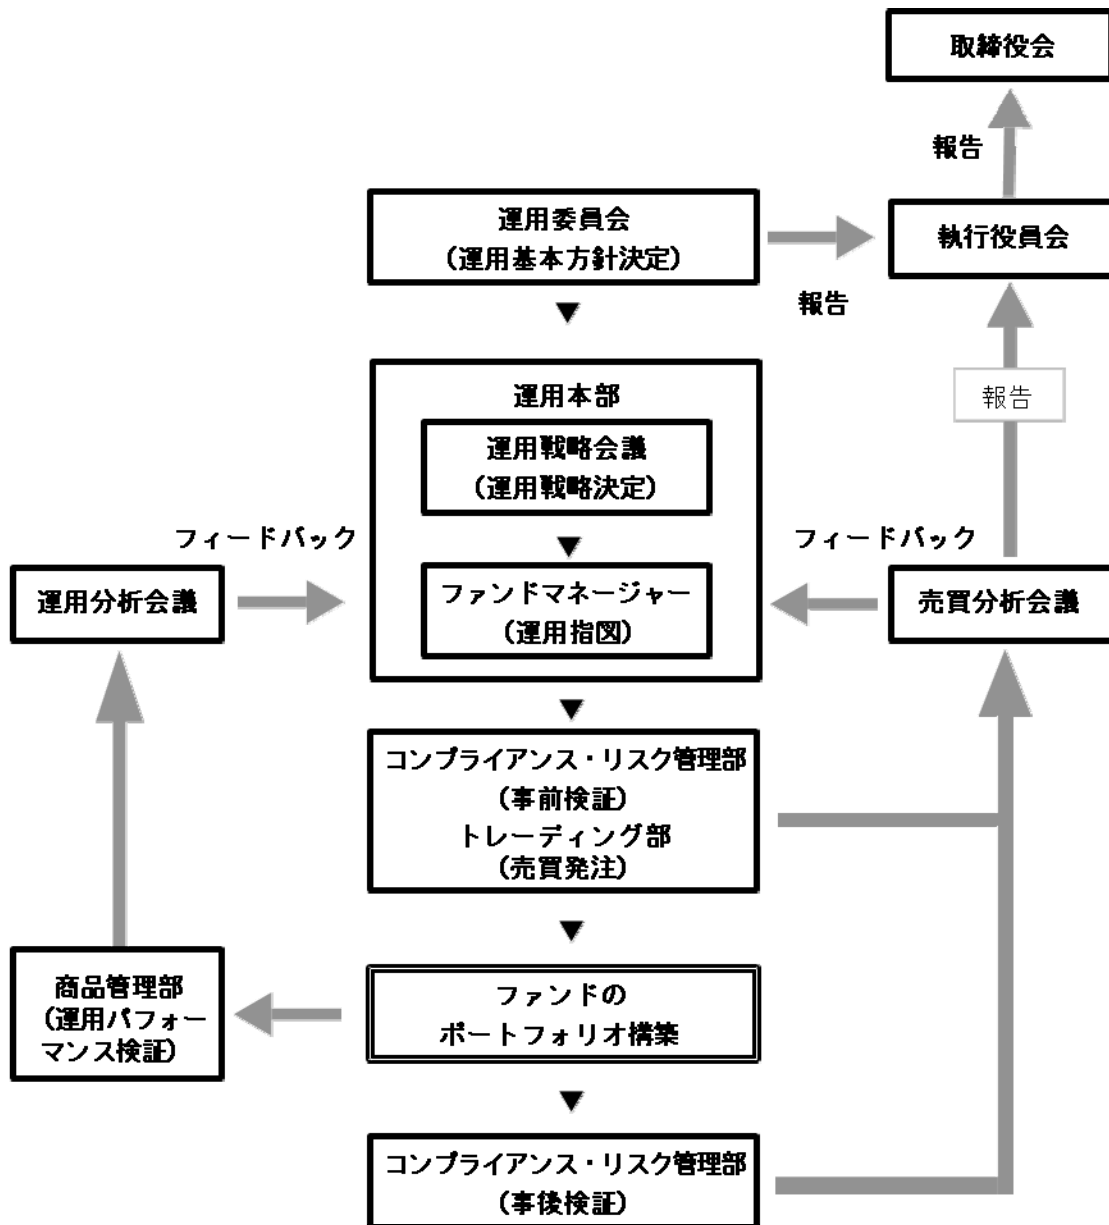 取締役会
報告
運用委員会
(運用基本方針決定)
執行役員会
報告
運用本部
報告
運用戦略会議
(運用戦略決定)
フィードバック
フィードバック
運用分析会議
ファンドマネージャー
(運用指図)
売買分析会議
コンプライアンス・リスク管理部
(事前検証)
トレーディング部
(売買発注)
商品管理部
(運用パフォー
マンス検証)
ファンドの
ポートフォリオ構築
コンプライアンス・リスク管理部
(事後検証)